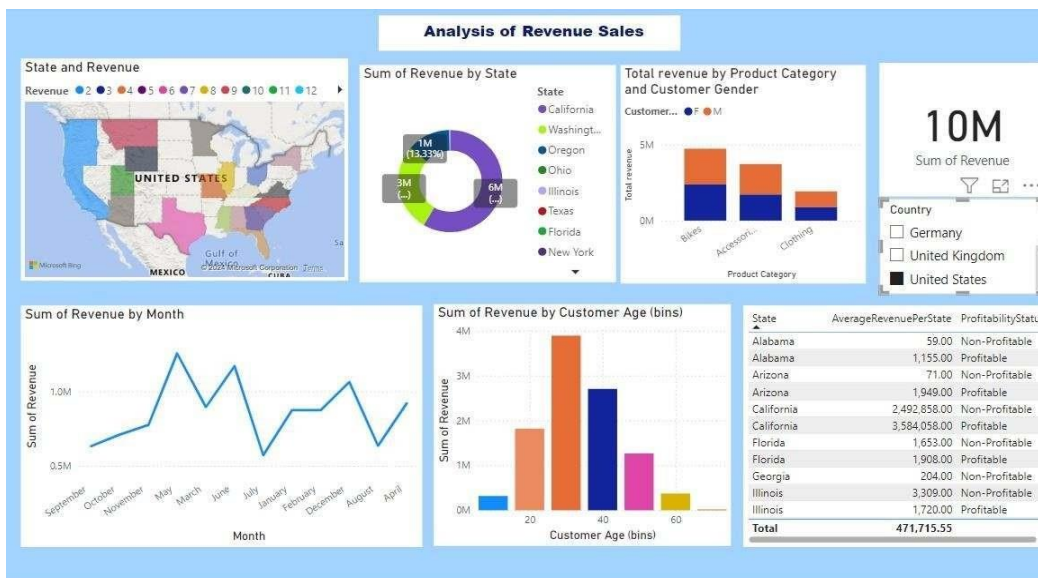 Analysis of Revenue Sales
State and Revenue
Revenue 2 3 4 5 6 7 8 9 10 11 12
UNITED STATES
Gulf of
Mexico
MEXICO
CUBA
Microsoft Bing
© 2024 Microsoft Corporation Terms
Sum of Revenue by State
1M
(13.33%)
3M
(...)
6M
(...)
State
California
Washingt...
Oregon
Ohio
Illinois
Texas
Florida
New York
Total revenue by Product Category
and Customer Gender
Customer... F M
Total revenue
5M
0M
Bikes
Accessori...
Clothing
Product Category
10M
Sum of Revenue
Country
Germany
United Kingdom
United States
Sum of Revenue by Month
Sum of Revenue
1.0M
0.5M
September
October
November
May
March
June
July
January
February
December
August
April
Month
Sum of Revenue by Customer Age (bins)
Sum of Revenue
4M
3M
2M
1M
0M
20 40 60
Customer Age (bins)
State AverageRevenuePerState ProfitabilityStatu
Alabama 59.00 Non-Profitable
Alabama 1,155.00 Profitable
Arizona 71.00 Non-Profitable
Arizona 1,949.00 Profitable
California 2,492,858.00 Non-Profitable
California 3,584,058.00 Profitable
Florida 1,653.00 Non-Profitable
Florida 1,908.00 Profitable
Georgia 204.00 Non-Profitable
Illinois 3,309.00 Non-Profitable
Illinois 1,720.00 Profitable
Total 471,715.55